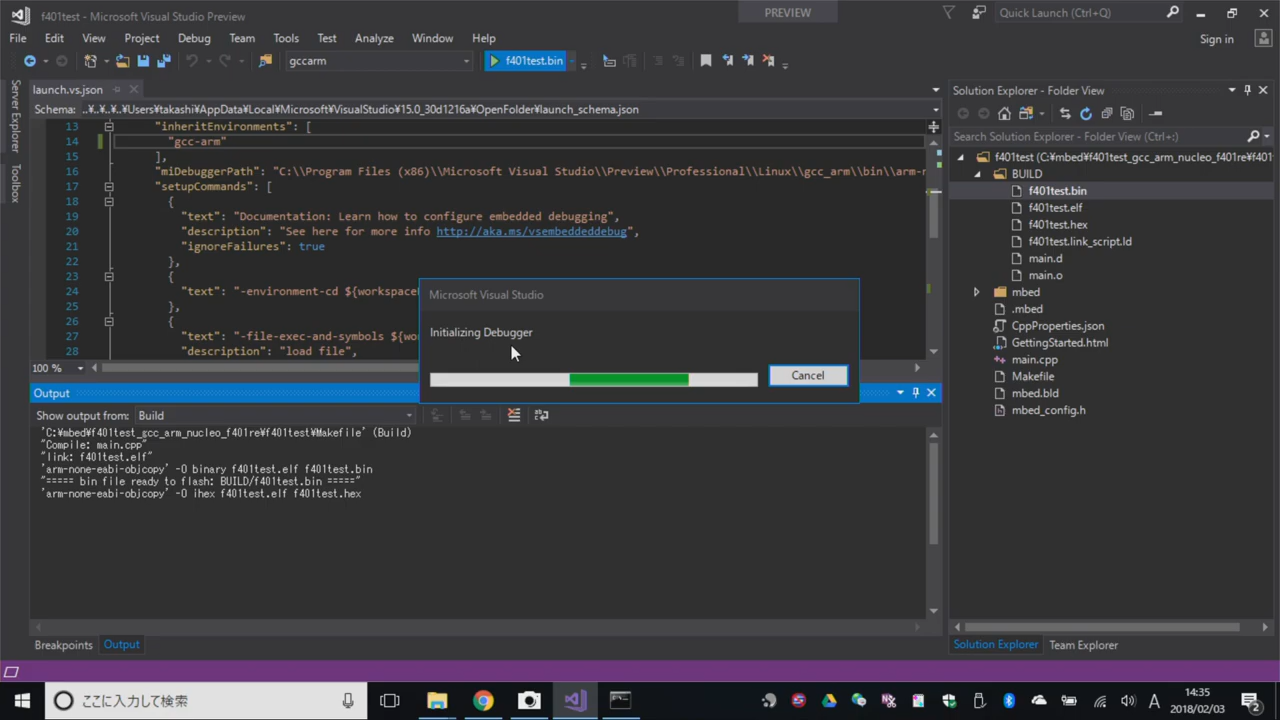 f401test - Microsoft Visual Studio Preview
PREVIEW
Quick Launch (Ctrl+Q)
File Edit View Project Debug Team Tools Test Analyze Window Help
Sign in
gccarm
f401test.bin
Server Explorer
Toolbox
launch.vs.json
Schema: ..¥..¥..¥..¥Users¥takashi¥AppData¥Local¥Microsoft¥VisualStudio¥15.0_30d1216a¥OpenFolder¥launch_schema.json
13 "inheritEnvironments": [
14 "gcc-arm"
15 ],
16 "miDebuggerPath": "C:\\Program Files (x86)\\Microsoft Visual Studio\\Preview\\Professional\\Linux\\gcc_arm\\bin\\arm-n
17 "setupCommands": [
18 {
19 "text": "Documentation: Learn how to configure embedded debugging",
20 "description": "See here for more info http://aka.ms/vsembeddeddebug",
21 "ignoreFailures": true
22 },
23 {
24 "text": "-environment-cd ${workspace
25 },
26 {
27 "text": "-file-exec-and-symbols ${wo
28 "description": "load file",
100 %
Microsoft Visual Studio
Initializing Debugger
Cancel
Output
Show output from: Build
'C:¥mbed¥f401test_gcc_arm_nucleo_f401re¥f401test¥Makefile' (Build)
"Compile: main.cpp"
"link: f401test.elf"
'arm-none-eabi-objcopy' -O binary f401test.elf f401test.bin
"===== bin file ready to flash: BUILD/f401test.bin ====="
'arm-none-eabi-objcopy' -O ihex f401test.elf f401test.hex
Breakpoints Output
Solution Explorer - Folder View
Search Solution Explorer - Folder View (Ctrl+:)
f401test (C:¥mbed¥f401test_gcc_arm_nucleo_f401re¥f401
BUILD
f401test.bin
f401test.elf
f401test.hex
f401test.link_script.ld
main.d
main.o
mbed
.mbed
CppProperties.json
GettingStarted.html
main.cpp
Makefile
mbed.bld
mbed_config.h
Solution Explorer Team Explorer
ここに入力して検索
A
14:35
2018/02/03
2